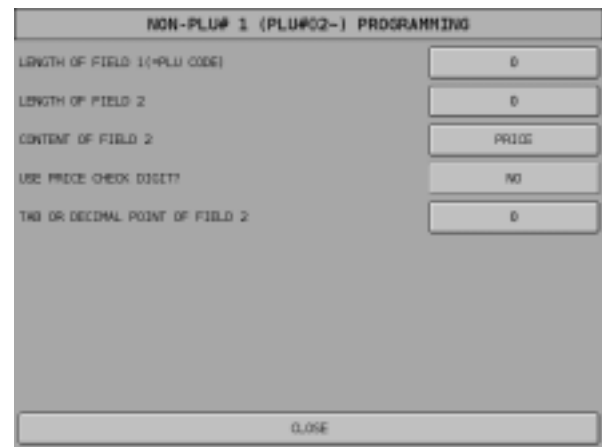 NON-PLU# 1 (PLU#02~) PROGRAMMING
LENGTH OF FIELD 1(=PLU CODE) 0
LENGTH OF FIELD 2 0
CONTENT OF FIELD 2 PRICE
USE PRICE CHECK DIGIT? NO
TAB OR DECIMAL POINT OF FIELD 2 0
CLOSE